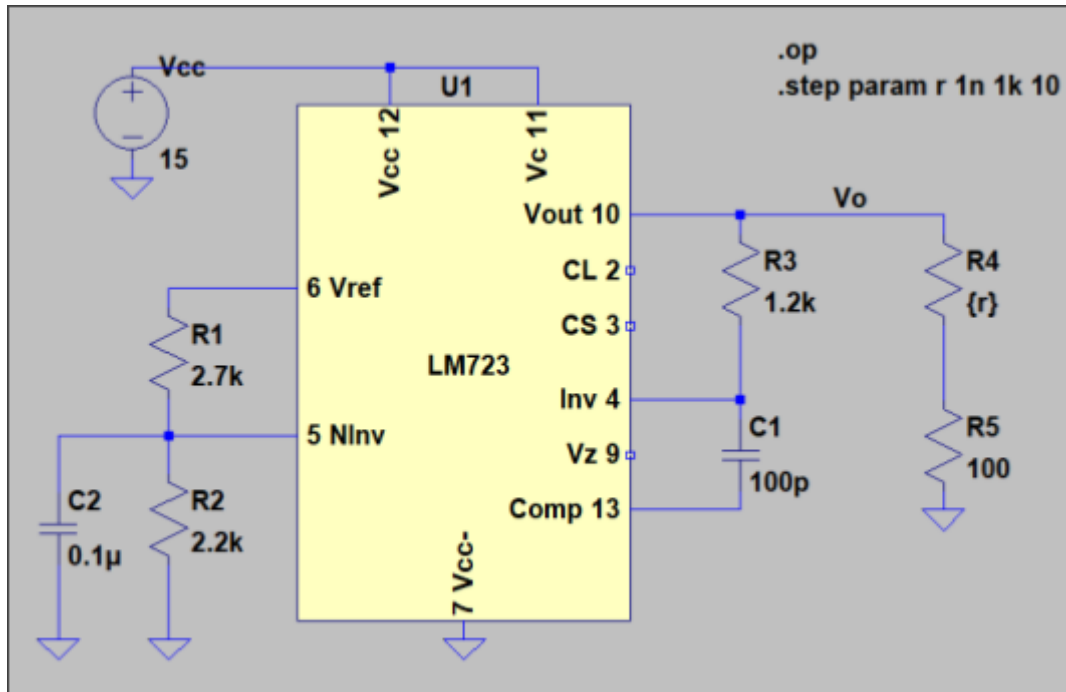 .op
.step param r 1n 1k 10
Vcc
15
U1
Vcc 12
Vc 11
Vout 10
Vo
CL 2
CS 3
R3
1.2k
R4
{r}
6 Vref
R1
2.7k
LM723
Inv 4
5 NInv
C1
100p
Vz 9
R5
100
C2
0.1µ
R2
2.2k
Comp 13
7 Vcc-